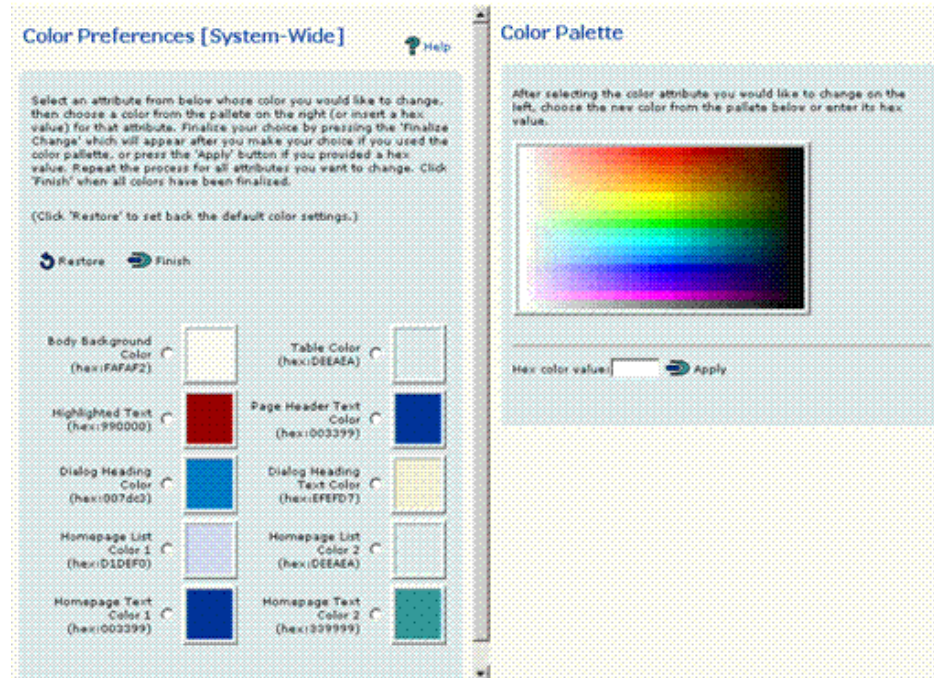 Color Preferences [System-Wide]
Help
Select an attribute from below whose color you would like to change,
then choose a color from the pallete on the right (or insert a hex
value) for that attribute. Finalize your choice by pressing the 'Finalize
Change' which will appear after you make your choice if you used the
color pallette, or press the 'Apply' button if you provided a hex
value. Repeat the process for all attributes you want to change. Click
'Finish' when all colors have been finalized.
(Click 'Restore' to set back the default color settings.)
Restore
Finish
Body Background
Color
(hex:FAFAF2)
Table Color
(hex:DEEAEA)
Highlighted Text
(hex:990000)
Page Header Text
Color
(hex:003399)
Dialog Heading
Color
(hex:007dc3)
Dialog Heading
Text Color
(hex:EFEFD7)
Homepage List
Color 1
(hex:D1DEF0)
Homepage List
Color 2
(hex:DEEAEA)
Homepage Text
Color 1
(hex:003399)
Homepage Text
Color 2
(hex:339999)
Color Palette
After selecting the color attribute you would like to change on the
left, choose the new color from the pallete below or enter its hex
value.
Hex color value:
Apply